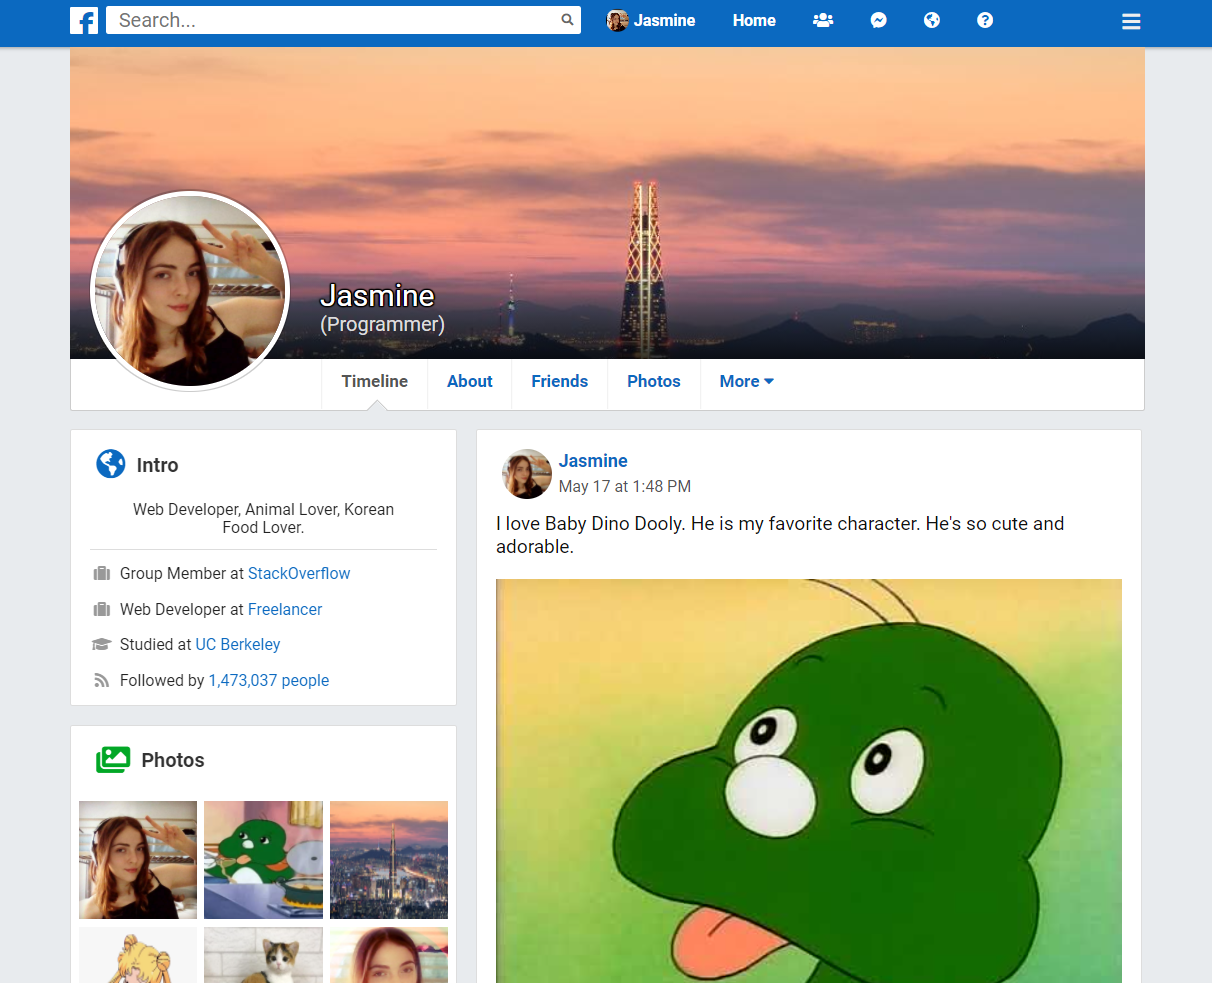 Search...
Jasmine
Home
Jasmine
(Programmer)
Timeline
About
Friends
Photos
More
Intro
Web Developer, Animal Lover, Korean
Food Lover.
Group Member at StackOverflow
Web Developer at Freelancer
Studied at UC Berkeley
Followed by 1,473,037 people
Photos
Jasmine
May 17 at 1:48 PM
I love Baby Dino Dooly. He is my favorite character. He's so cute and
adorable.